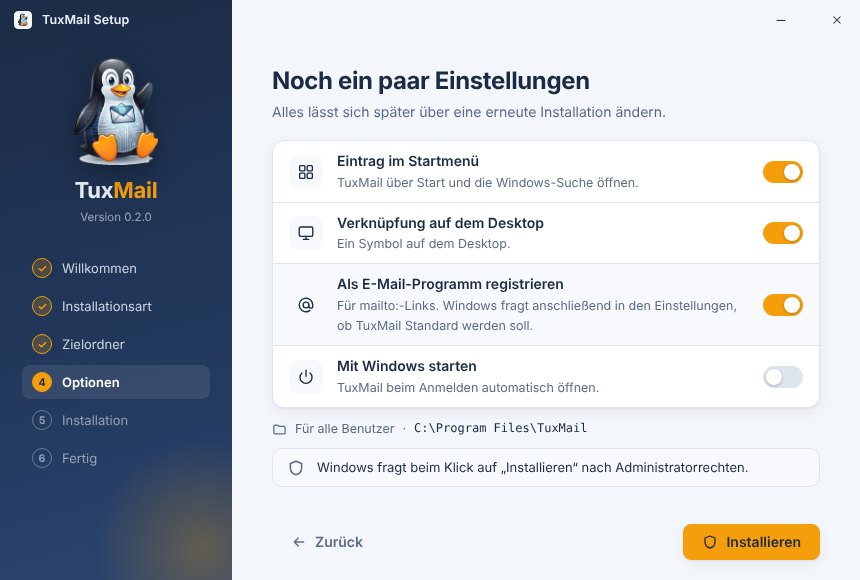 TuxMail Setup
TuxMail
Version 0.2.0
Willkommen
Installationsart
Zielordner
4 Optionen
5 Installation
6 Fertig
Noch ein paar Einstellungen
Alles lässt sich später über eine erneute Installation ändern.
Eintrag im Startmenü
TuxMail über Start und die Windows-Suche öffnen.
Verknüpfung auf dem Desktop
Ein Symbol auf dem Desktop.
Als E-Mail-Programm registrieren
Für mailto:-Links. Windows fragt anschließend in den Einstellungen,
ob TuxMail Standard werden soll.
Mit Windows starten
TuxMail beim Anmelden automatisch öffnen.
Für alle Benutzer · C:\Program Files\TuxMail
Windows fragt beim Klick auf „Installieren“ nach Administratorrechten.
Zurück
Installieren